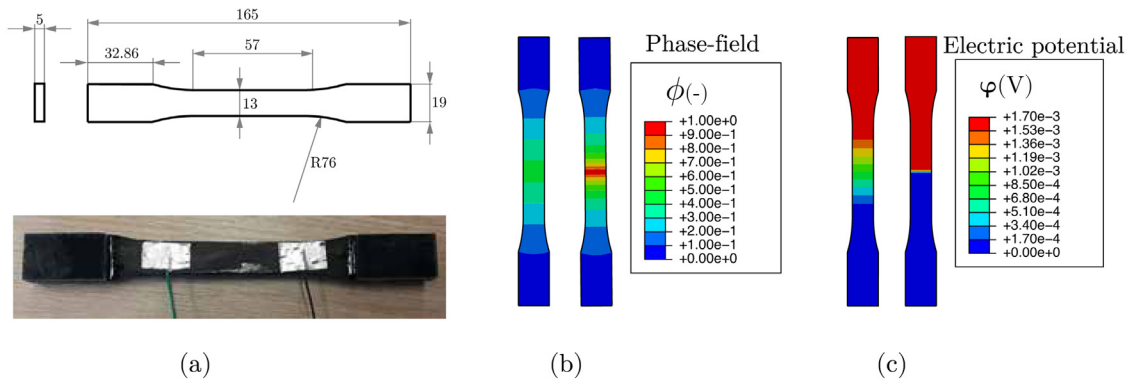 5
165
32.86
57
13
19
R76
(a)
Phase-field
ϕ(-)
+1.00e+0
+9.00e-1
+8.00e-1
+7.00e-1
+6.00e-1
+5.00e-1
+4.00e-1
+3.00e-1
+2.00e-1
+1.00e-1
+0.00e+0
(b)
Electric potential
φ(V)
+1.70e-3
+1.53e-3
+1.36e-3
+1.19e-3
+1.02e-3
+8.50e-4
+6.80e-4
+5.10e-4
+3.40e-4
+1.70e-4
+0.00e+0
(c)